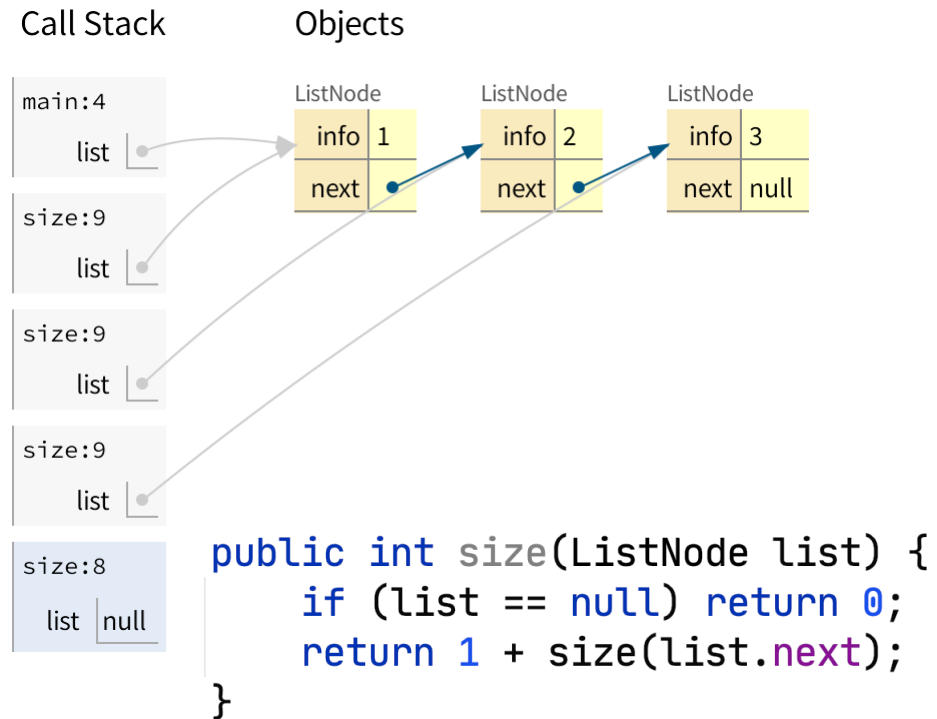 Call Stack
Objects
main:4
list
size:9
list
size:9
list
size:9
list
size:8
list null
ListNode
info 1
next
ListNode
info 2
next
ListNode
info 3
next null
public int size(ListNode list) {
    if (list == null) return 0;
    return 1 + size(list.next);
}